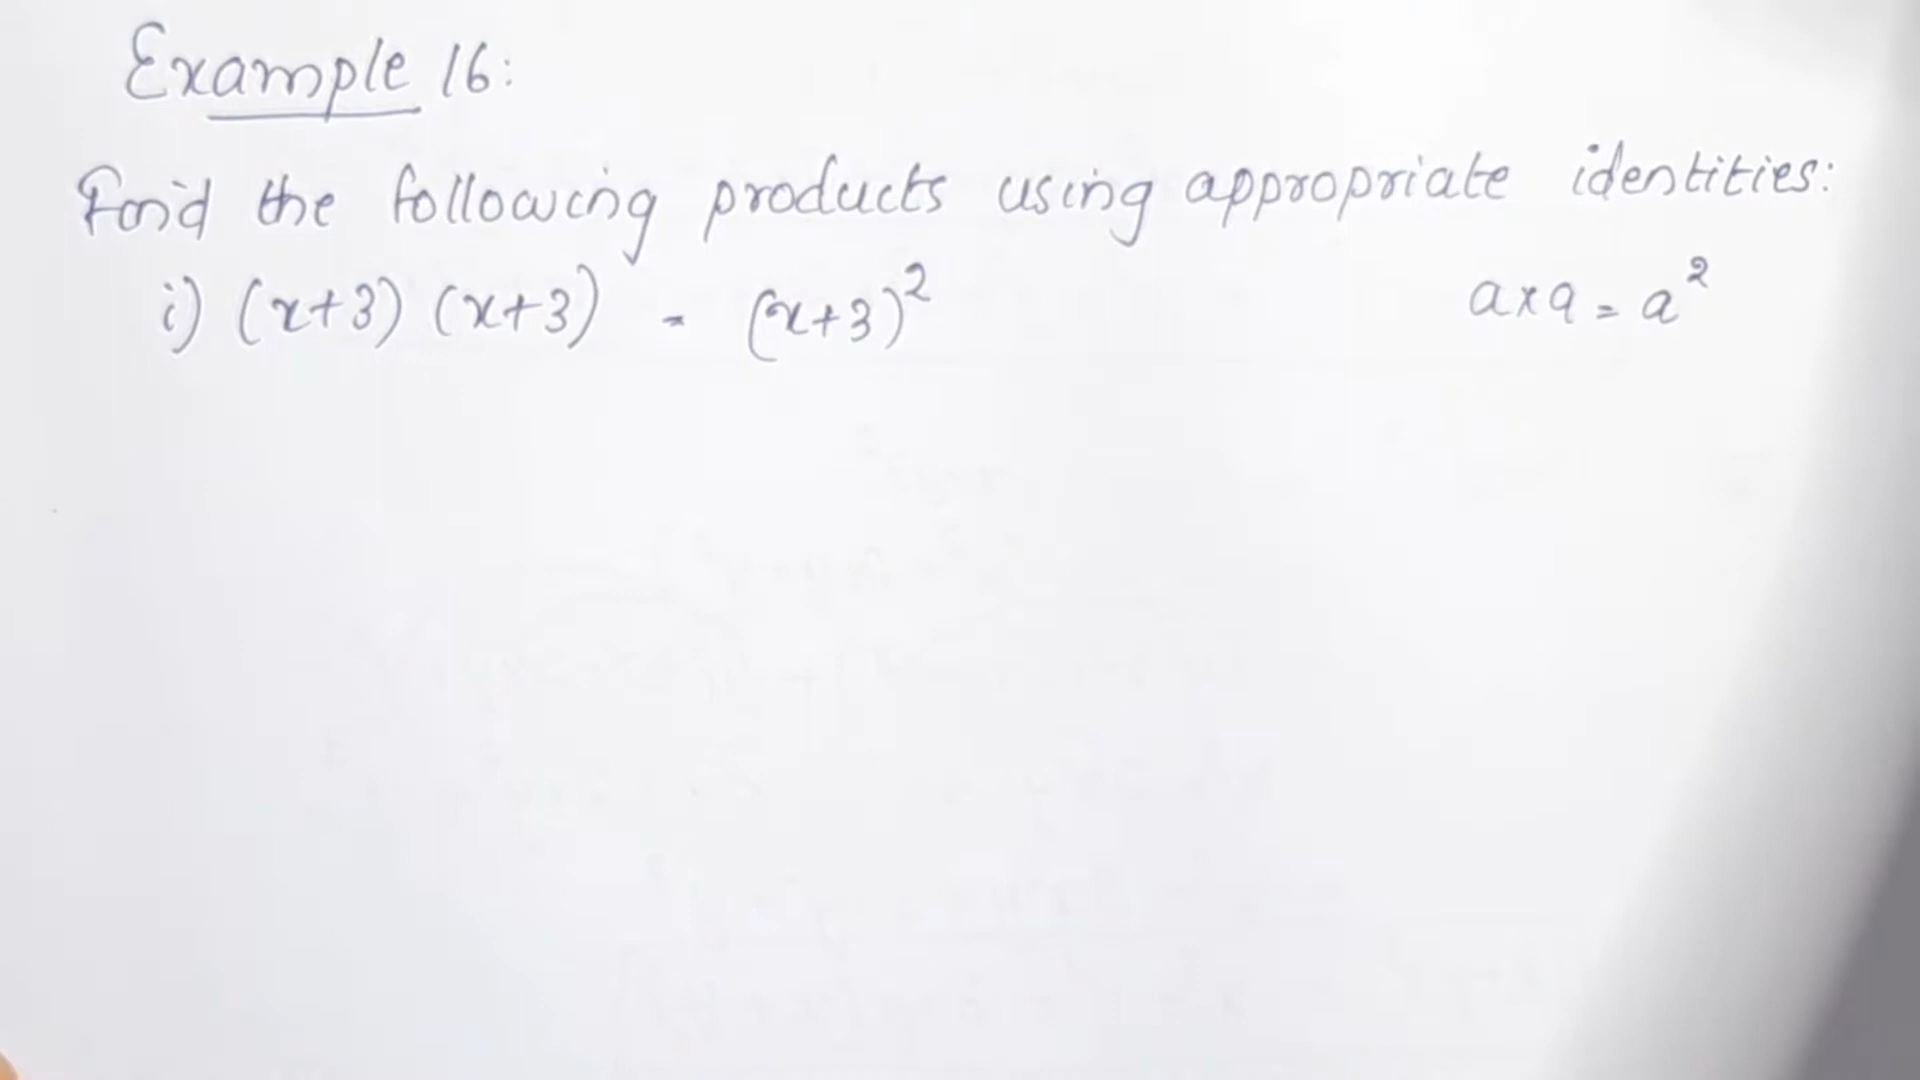 Example 16:
Find the following products using appropriate identities:
i) (x+3) (x+3) = (x+3)² a×a = a²